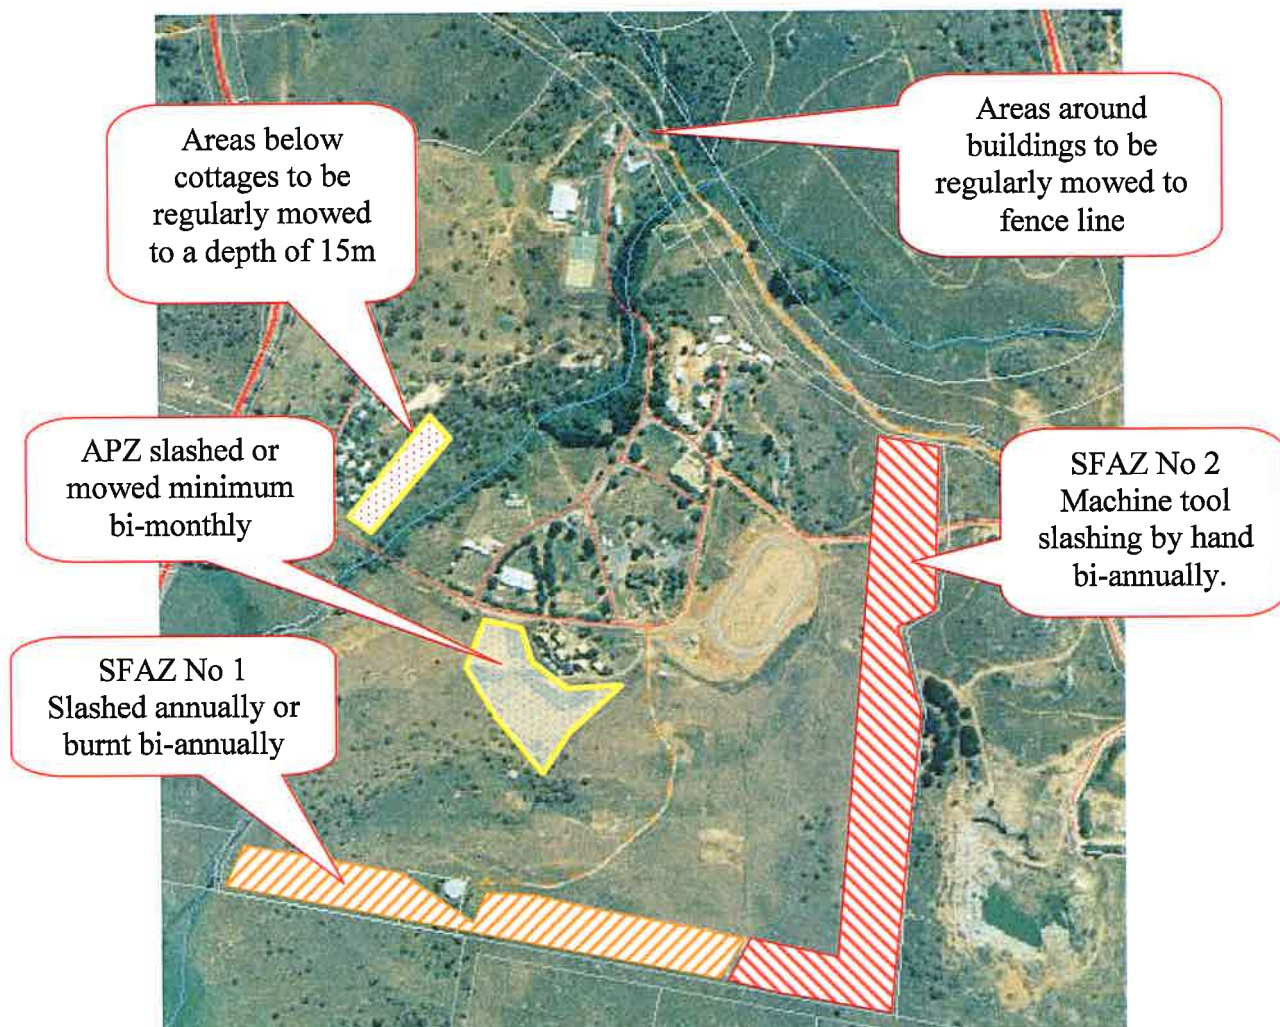 Areas below
cottages to be
regularly mowed
to a depth of 15m
Areas around
buildings to be
regularly mowed to
fence line
APZ slashed or
mowed minimum
bi-monthly
SFAZ No 2
Machine tool
slashing by hand
bi-annually.
SFAZ No 1
Slashed annually or
burnt bi-annually